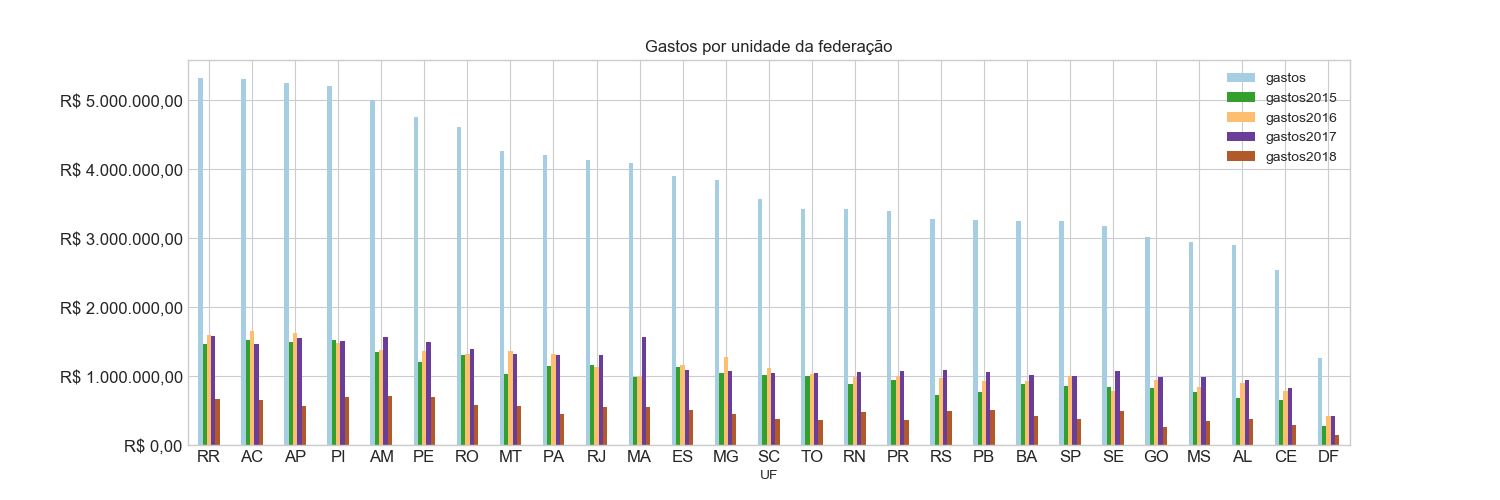 Gastos por unidade da federação
R$ 5.000.000,00
R$ 4.000.000,00
R$ 3.000.000,00
R$ 2.000.000,00
R$ 1.000.000,00
R$ 0,00
gastos
gastos2015
gastos2016
gastos2017
gastos2018
RR AC AP PI AM PE RO MT PA RJ MA ES MG SC TO RN PR RS PB BA SP SE GO MS AL CE DF
UF